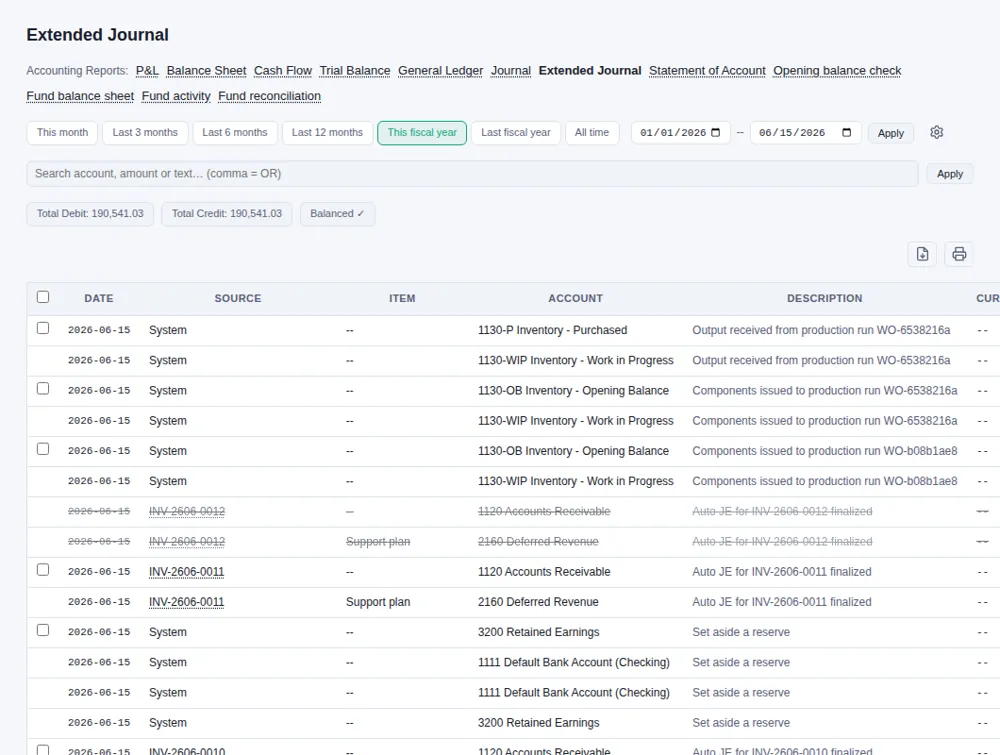 Extended Journal
Accounting Reports: P&L Balance Sheet Cash Flow Trial Balance General Ledger Journal Extended Journal Statement of Account Opening balance check
Fund balance sheet Fund activity Fund reconciliation
This month Last 3 months Last 6 months Last 12 months This fiscal year Last fiscal year All time 01/01/2026 -- 06/15/2026 Apply
Search account, amount or text… (comma = OR) Apply
Total Debit: 190,541.03 Total Credit: 190,541.03 Balanced ✓
DATE SOURCE ITEM ACCOUNT DESCRIPTION CUR
2026-06-15 System -- 1130-P Inventory - Purchased Output received from production run WO-6538216a --
2026-06-15 System -- 1130-WIP Inventory - Work in Progress Output received from production run WO-6538216a --
2026-06-15 System -- 1130-OB Inventory - Opening Balance Components issued to production run WO-6538216a --
2026-06-15 System -- 1130-WIP Inventory - Work in Progress Components issued to production run WO-6538216a --
2026-06-15 System -- 1130-OB Inventory - Opening Balance Components issued to production run WO-b08b1ae8 --
2026-06-15 System -- 1130-WIP Inventory - Work in Progress Components issued to production run WO-b08b1ae8 --
2026-06-15 INV-2606-0012 -- 1120 Accounts Receivable Auto JE for INV-2606-0012 finalized --
2026-06-15 INV-2606-0012 Support plan 2160 Deferred Revenue Auto JE for INV-2606-0012 finalized --
2026-06-15 INV-2606-0011 -- 1120 Accounts Receivable Auto JE for INV-2606-0011 finalized --
2026-06-15 INV-2606-0011 Support plan 2160 Deferred Revenue Auto JE for INV-2606-0011 finalized --
2026-06-15 System -- 3200 Retained Earnings Set aside a reserve --
2026-06-15 System -- 1111 Default Bank Account (Checking) Set aside a reserve --
2026-06-15 System -- 1111 Default Bank Account (Checking) Set aside a reserve --
2026-06-15 System -- 3200 Retained Earnings Set aside a reserve --
2026-06-15 INV-2606-0010 -- 1120 Accounts Receivable Auto JE for INV-2606-0010 finalized --